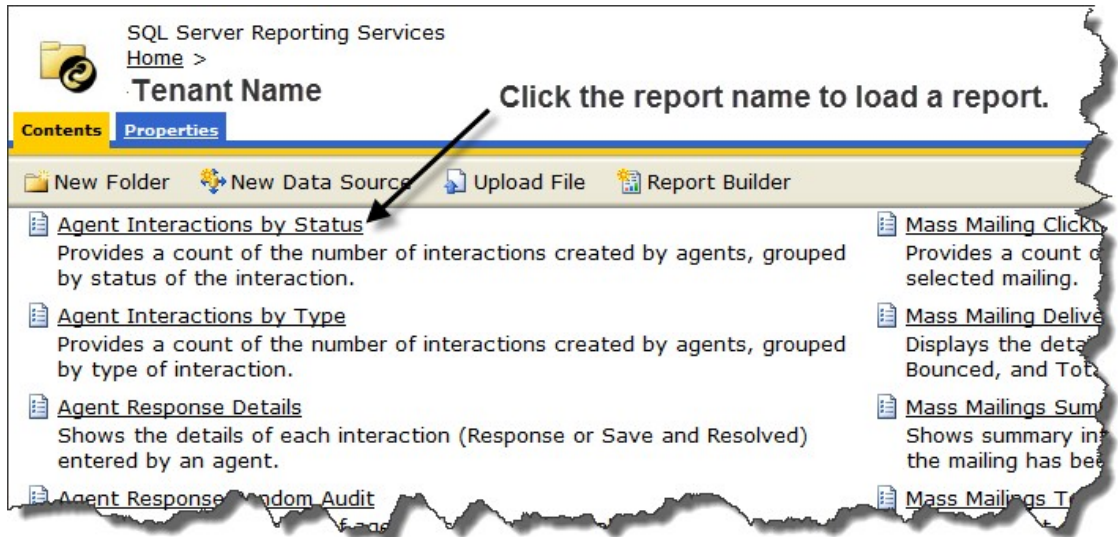 SQL Server Reporting Services
Home >
Tenant Name
Click the report name to load a report.
Contents
Properties
New Folder
New Data Source
Upload File
Report Builder
Agent Interactions by Status
Provides a count of the number of interactions created by agents, grouped
by status of the interaction.
Agent Interactions by Type
Provides a count of the number of interactions created by agents, grouped
by type of interaction.
Agent Response Details
Shows the details of each interaction (Response or Save and Resolved)
entered by an agent.
Agent Response Audit
Mass Mailing
Provides a count
selected mailing.
Mass Mailing
Displays the
Bounced, and
Mass Mailings
Shows summary
the mailing has
Mass Mailings